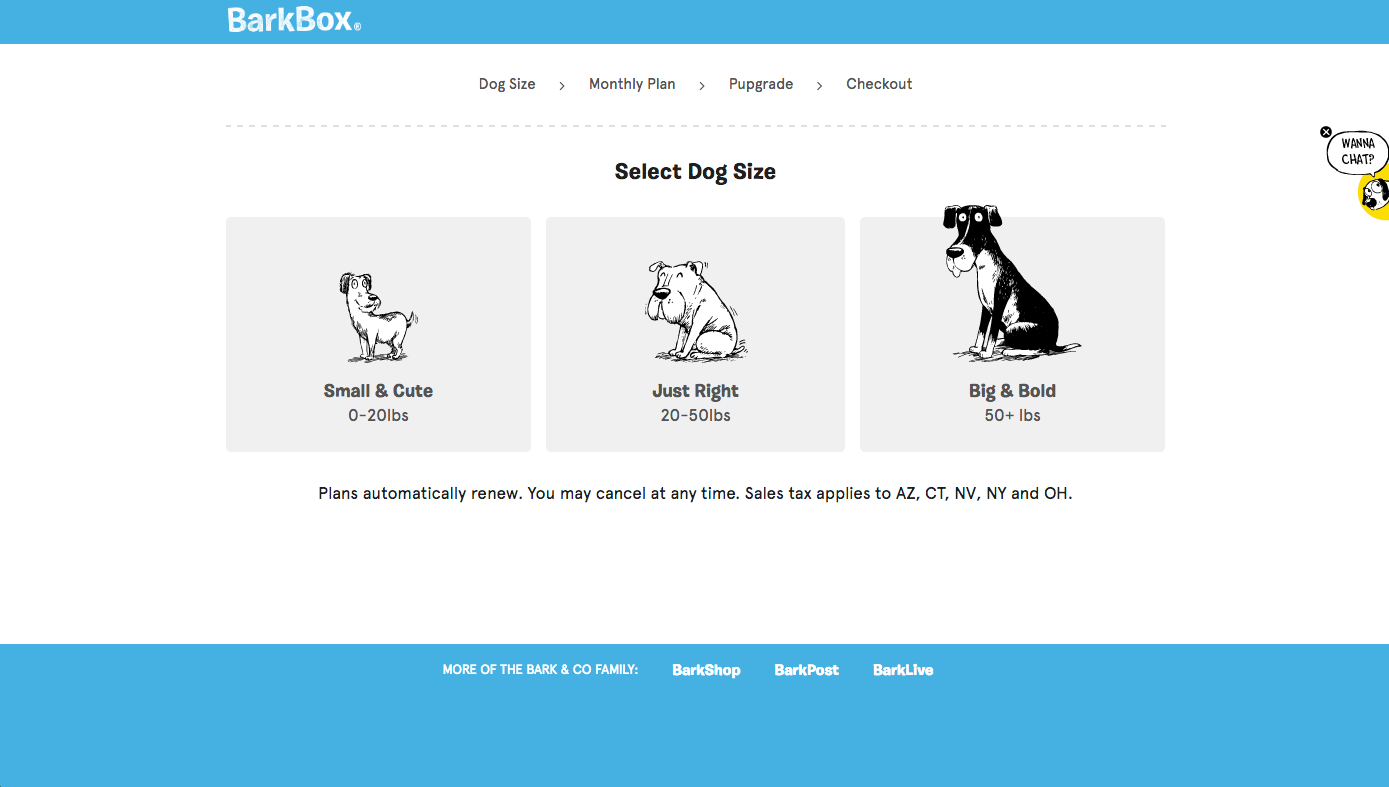 BarkBox®
Dog Size > Monthly Plan > Pupgrade > Checkout
WANNA
CHAT?
Select Dog Size
Small & Cute
0-20lbs
Just Right
20-50lbs
Big & Bold
50+ lbs
Plans automatically renew. You may cancel at any time. Sales tax applies to AZ, CT, NV, NY and OH.
MORE OF THE BARK & CO FAMILY: BarkShop BarkPost BarkLive